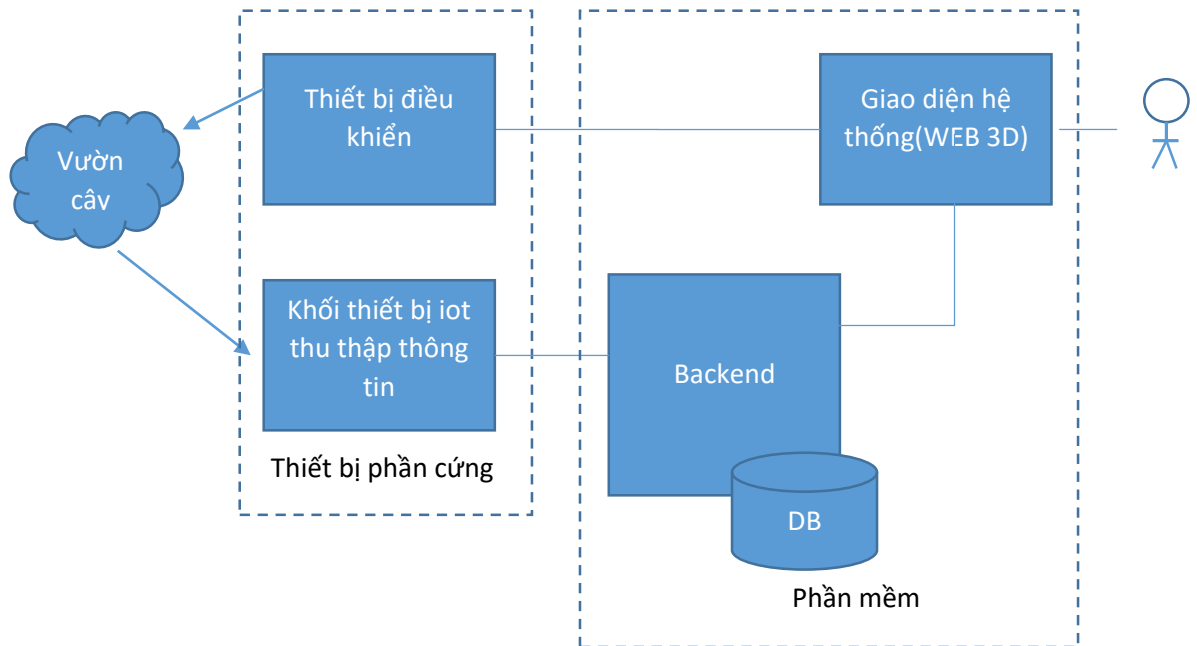 Thiết bị điều
khiển
Giao diện hệ
thống(WEB 3D)
Vườn
câv
Khối thiết bị iot
thu thập thông
tin
Backend
Thiết bị phần cứng
DB
Phần mềm